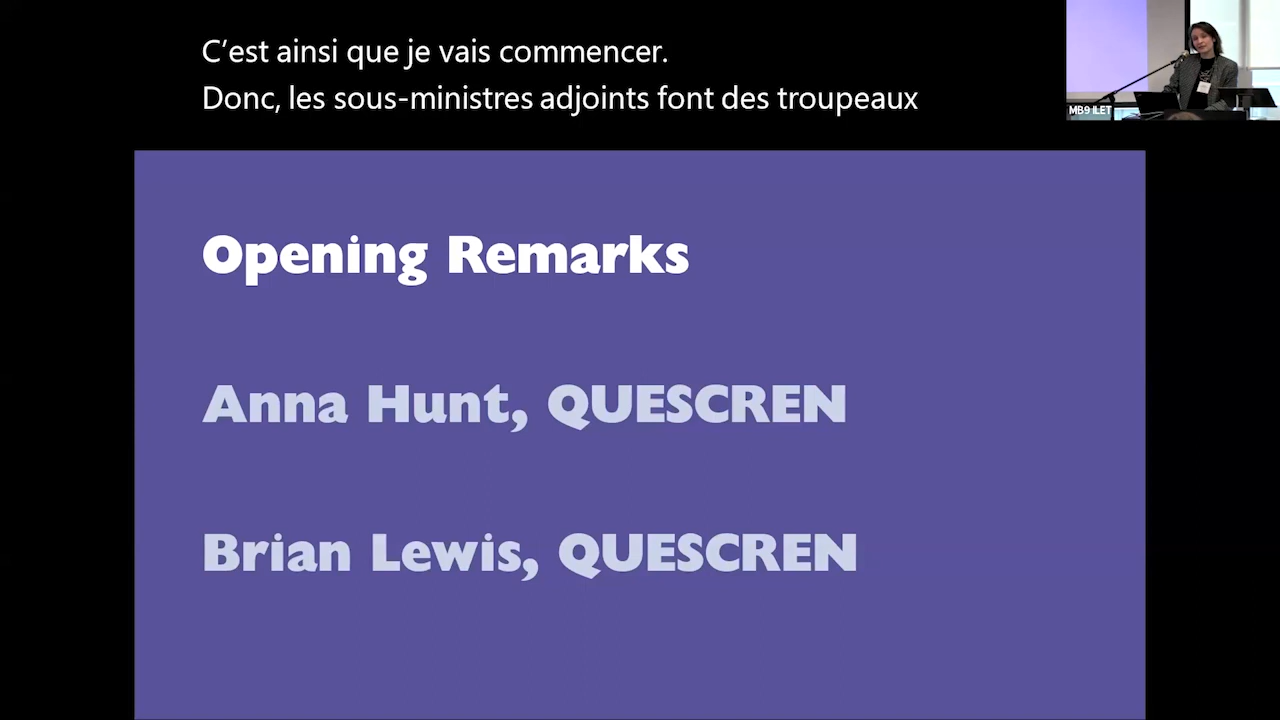 C’est ainsi que je vais commencer.
Donc, les sous-ministres adjoints font des troupeaux
MB9 ILET
Opening Remarks
Anna Hunt, QUESCREN
Brian Lewis, QUESCREN